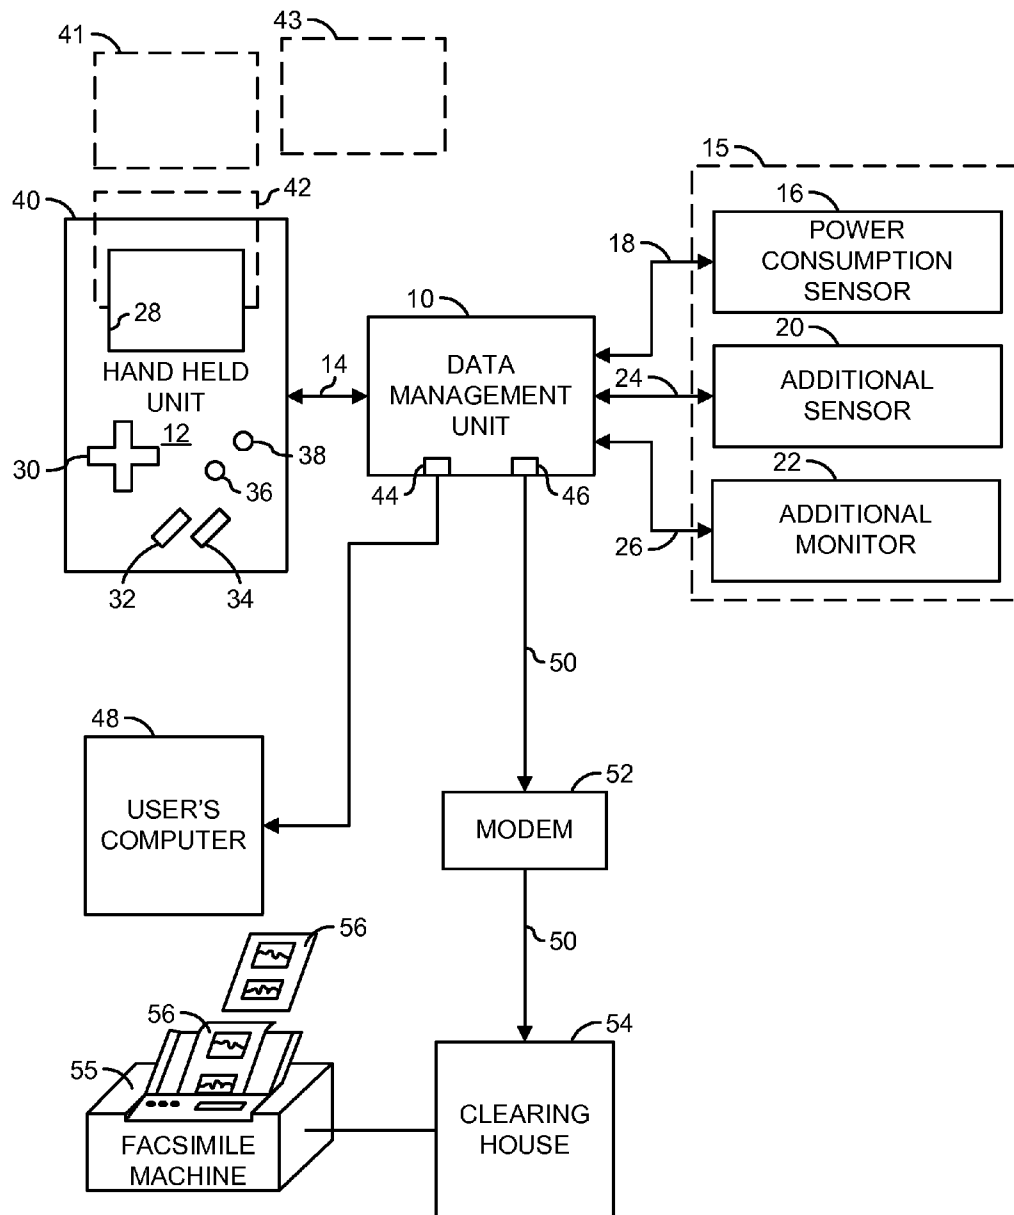 41
43
40
42
28
HAND HELD
UNIT
12
30
38
36
32
34
14
10
DATA
MANAGEMENT
UNIT
44
46
15
16
18
POWER
CONSUMPTION
SENSOR
20
24
ADDITIONAL
SENSOR
22
26
ADDITIONAL
MONITOR
50
48
USER'S
COMPUTER
52
MODEM
50
56
56
55
FACSIMILE
MACHINE
54
CLEARING
HOUSE